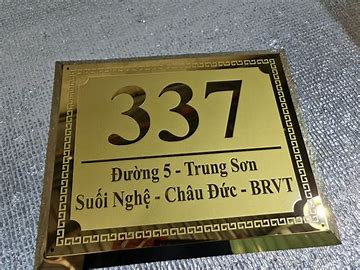 337
Đường 5 - Trung Sơn
Suối Nghệ - Châu Đức - BRVT